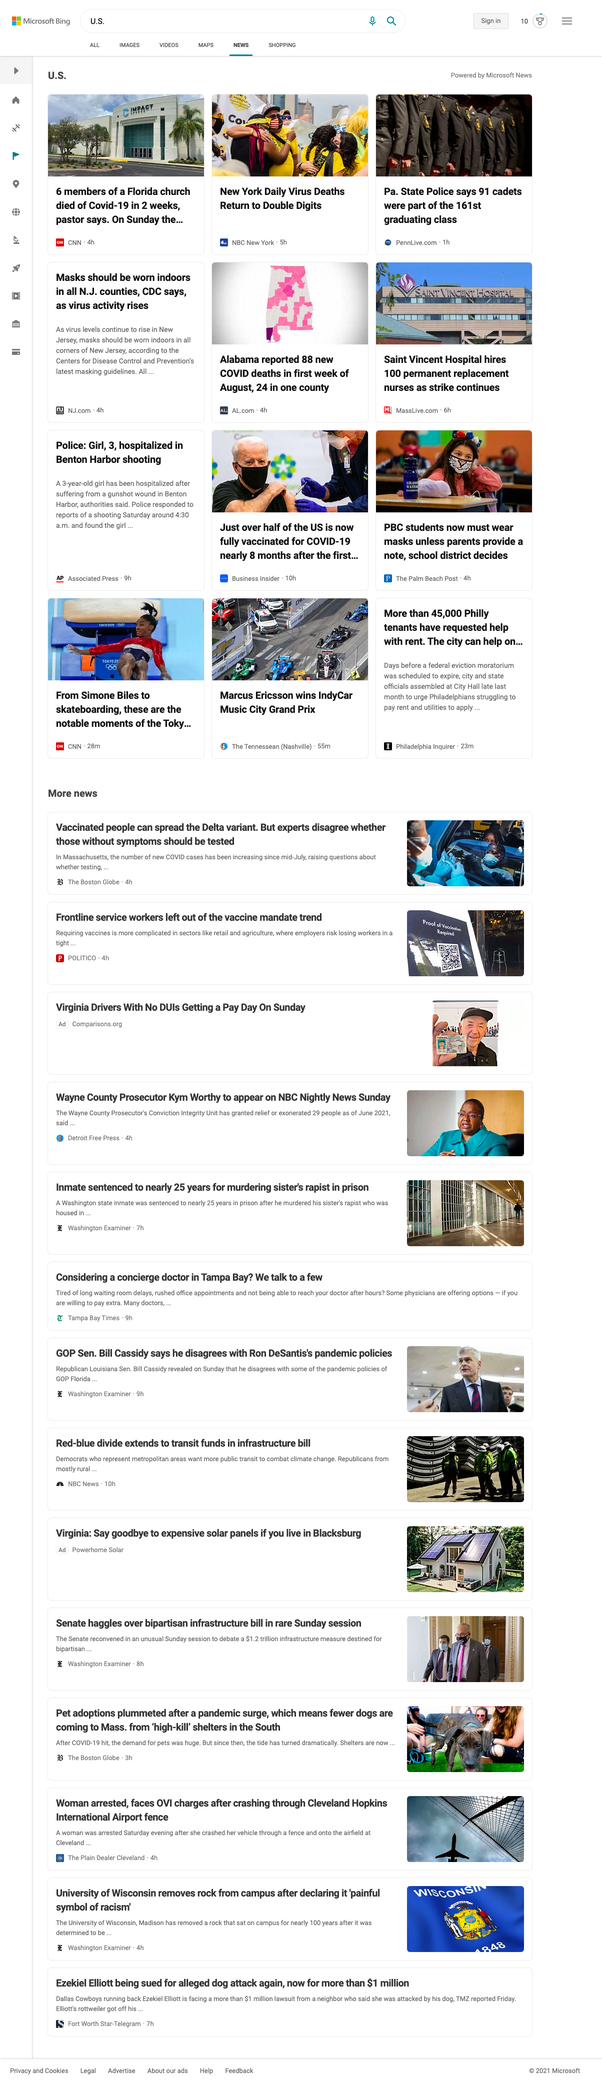 Microsoft Bing
U.S.
Sign in
10
ALL IMAGES VIDEOS MAPS NEWS SHOPPING
U.S.
Powered by Microsoft News
IMPACT
6 members of a Florida church
died of Covid-19 in 2 weeks,
pastor says. On Sunday the...
CNN · 4h
New York Daily Virus Deaths
Return to Double Digits
NBC New York · 5h
Pa. State Police says 91 cadets
were part of the 161st
graduating class
PennLive.com · 1h
Masks should be worn indoors
in all N.J. counties, CDC says,
as virus activity rises
As virus levels continue to rise in New
Jersey, masks should be worn indoors in all
corners of New Jersey, according to the
Centers for Disease Control and Prevention's
latest masking guidelines. All ...
NJ.com · 4h
Alabama reported 88 new
COVID deaths in first week of
August, 24 in one county
AL.com · 4h
SAINT VINCENT HOSPITAL
Saint Vincent Hospital hires
100 permanent replacement
nurses as strike continues
MassLive.com · 6h
Police: Girl, 3, hospitalized in
Benton Harbor shooting
A 3-year-old girl has been hospitalized after
suffering from a gunshot wound in Benton
Harbor, authorities said. Police responded to
reports of a shooting Saturday around 4:30
a.m. and found the girl ...
AP Associated Press · 9h
Just over half of the US is now
fully vaccinated for COVID-19
nearly 8 months after the first...
Business Insider · 10h
PBC students now must wear
masks unless parents provide a
note, school district decides
The Palm Beach Post · 4h
From Simone Biles to
skateboarding, these are the
notable moments of the Toky...
CNN · 28m
Marcus Ericsson wins IndyCar
Music City Grand Prix
The Tennessean (Nashville) · 55m
More than 45,000 Philly
tenants have requested help
with rent. The city can help on...
Days before a federal eviction moratorium
was scheduled to expire, city and state
officials assembled at City Hall late last
month to urge Philadelphians struggling to
pay rent and utilities to apply ...
Philadelphia Inquirer · 23m
More news
Vaccinated people can spread the Delta variant. But experts disagree whether
those without symptoms should be tested
In Massachusetts, the number of new COVID cases has been increasing since mid-July, raising questions about
whether testing, ...
The Boston Globe · 4h
Frontline service workers left out of the vaccine mandate trend
Requiring vaccines is more complicated in sectors like retail and agriculture, where employers risk losing workers in a
tight ...
POLITICO · 4h
Proof of Vaccination
Required
Virginia Drivers With No DUIs Getting a Pay Day On Sunday
Ad Comparisons.org
Wayne County Prosecutor Kym Worthy to appear on NBC Nightly News Sunday
The Wayne County Prosecutor's Conviction Integrity Unit has granted relief or exonerated 29 people as of June 2021,
said ...
Detroit Free Press · 4h
Inmate sentenced to nearly 25 years for murdering sister's rapist in prison
A Washington state inmate was sentenced to nearly 25 years in prison after he murdered his sister's rapist who was
housed in ...
Washington Examiner · 7h
Considering a concierge doctor in Tampa Bay? We talk to a few
Tired of long waiting room delays, rushed office appointments and not being able to reach your doctor after hours? Some physicians are offering options — if you
are willing to pay extra. Many doctors, ...
Tampa Bay Times · 9h
GOP Sen. Bill Cassidy says he disagrees with Ron DeSantis's pandemic policies
Republican Louisiana Sen. Bill Cassidy revealed on Sunday that he disagrees with some of the pandemic policies of
GOP Florida ...
Washington Examiner · 9h
Red-blue divide extends to transit funds in infrastructure bill
Democrats who represent metropolitan areas want more public transit to combat climate change. Republicans from
mostly rural ...
NBC News · 10h
Virginia: Say goodbye to expensive solar panels if you live in Blacksburg
Ad Powerhome Solar
Senate haggles over bipartisan infrastructure bill in rare Sunday session
The Senate reconvened in an unusual Sunday session to debate a $1.2 trillion infrastructure measure destined for
bipartisan ...
Washington Examiner · 8h
Pet adoptions plummeted after a pandemic surge, which means fewer dogs are
coming to Mass. from 'high-kill' shelters in the South
After COVID-19 hit, the demand for pets was huge. But since then, the tide has turned dramatically. Shelters are now ...
The Boston Globe · 3h
Woman arrested, faces OVI charges after crashing through Cleveland Hopkins
International Airport fence
A woman was arrested Saturday evening after she crashed her vehicle through a fence and onto the airfield at
Cleveland ...
The Plain Dealer Cleveland · 4h
University of Wisconsin removes rock from campus after declaring it 'painful
symbol of racism'
The University of Wisconsin, Madison has removed a rock that sat on campus for nearly 100 years after it was
determined to be ...
Washington Examiner · 4h
WISCONSIN
1848
Ezekiel Elliott being sued for alleged dog attack again, now for more than $1 million
Dallas Cowboys running back Ezekiel Elliott is facing a more than $1 million lawsuit from a neighbor who said she was attacked by his dog, TMZ reported Friday.
Elliott's rottweiler got off his ...
Fort Worth Star-Telegram · 7h
Privacy and Cookies Legal Advertise About our ads Help Feedback
© 2021 Microsoft